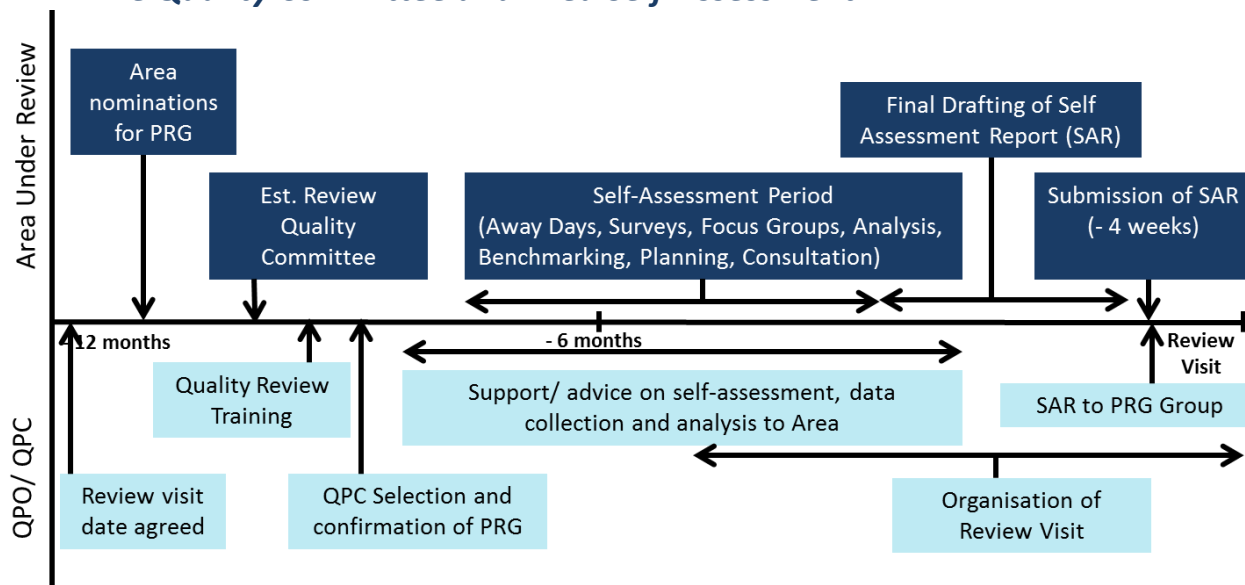 Area Under Review
Area
nominations
for PRG
Est. Review
Quality
Committee
Self-Assessment Period
(Away Days, Surveys, Focus Groups, Analysis,
Benchmarking, Planning, Consultation)
Final Drafting of Self
Assessment Report (SAR)
Submission of SAR
(- 4 weeks)
12 months
- 6 months
Review
Visit
QPO/ QPC
Quality Review
Training
Support/ advice on self-assessment, data
collection and analysis to Area
SAR to PRG Group
Review visit
date agreed
QPC Selection and
confirmation of PRG
Organisation of
Review Visit